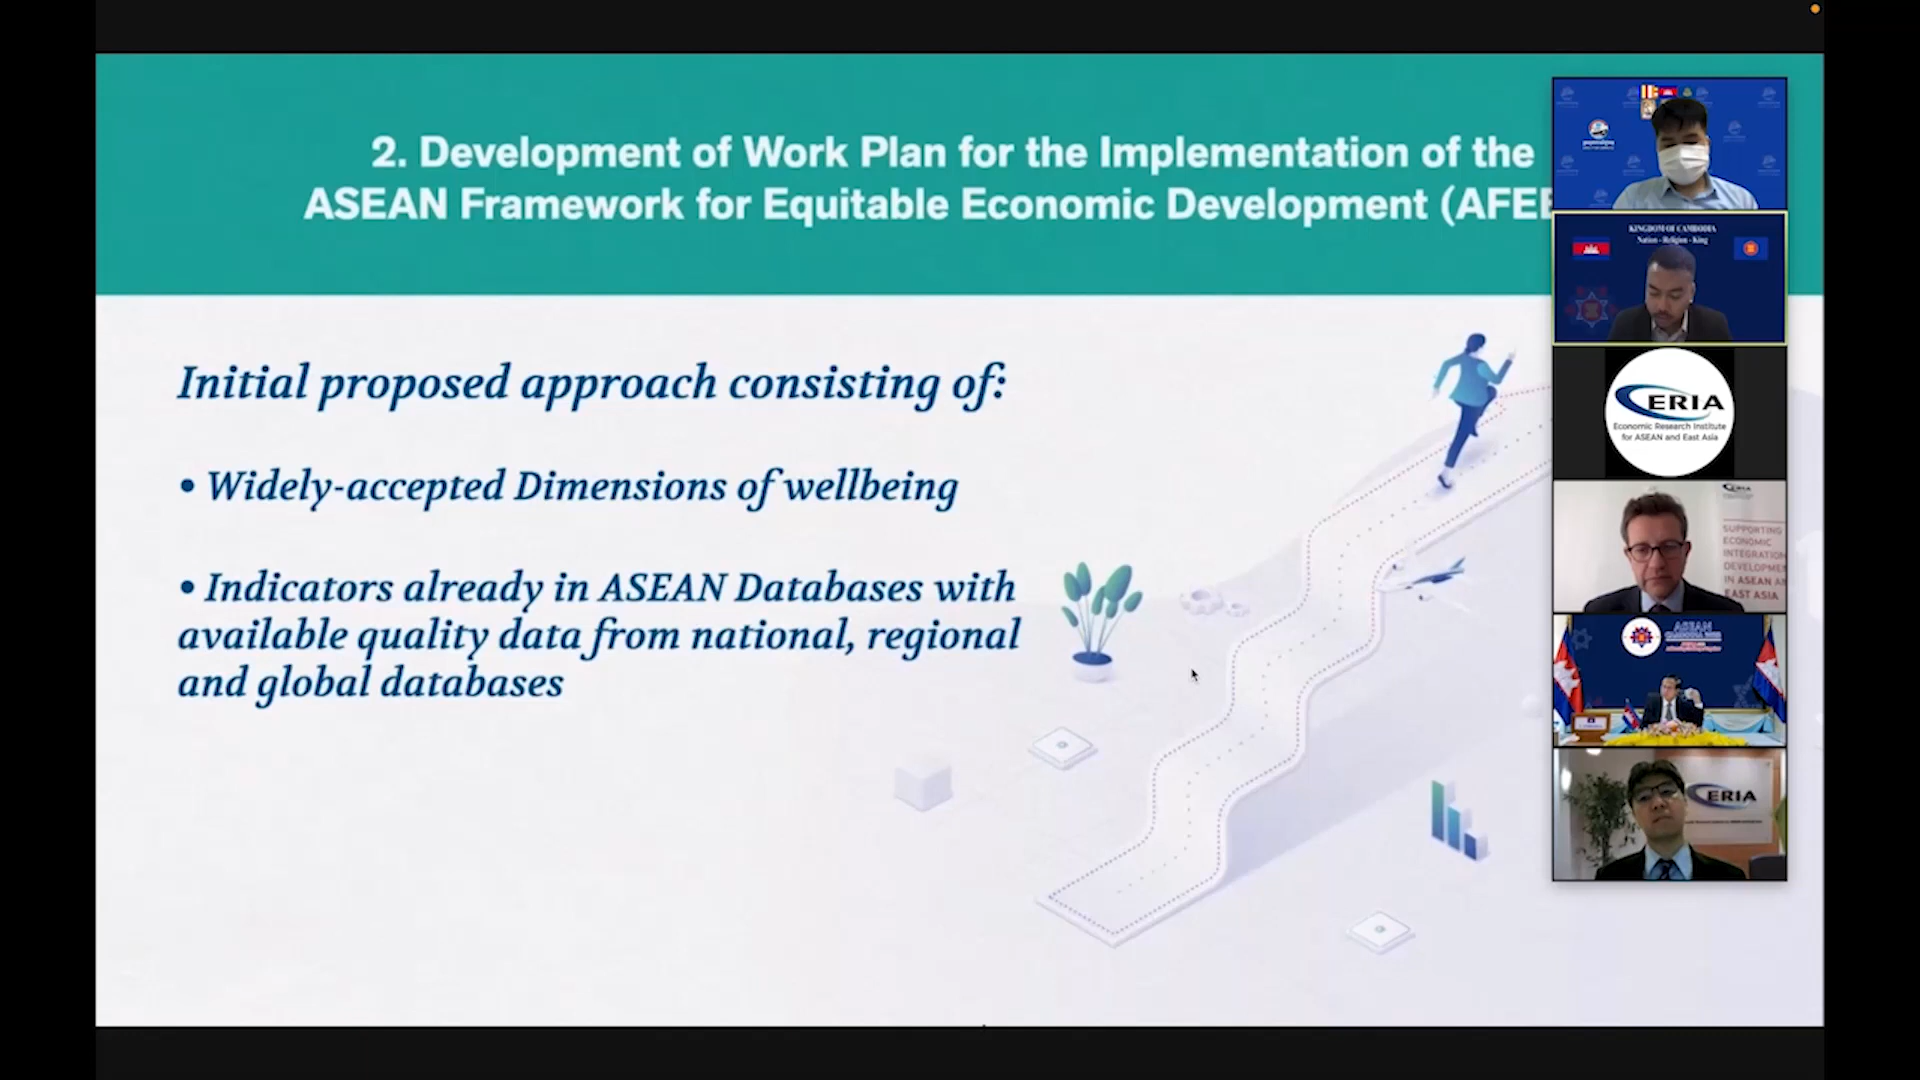 2. Development of Work Plan for the Implementation of the
ASEAN Framework for Equitable Economic Development (AFEE
Initial proposed approach consisting of:
• Widely-accepted Dimensions of wellbeing
• Indicators already in ASEAN Databases with
available quality data from national, regional
and global databases
KINGDOM OF CAMBODIA
Nation - Religion - King
ERIA
Economic Research Institute
for ASEAN and East Asia
ERIA
SUPPORTING
ECONOMIC
INTEGRATION
DEVELOPME
IN ASEAN A
EAST ASIA
ASEAN
ERIA